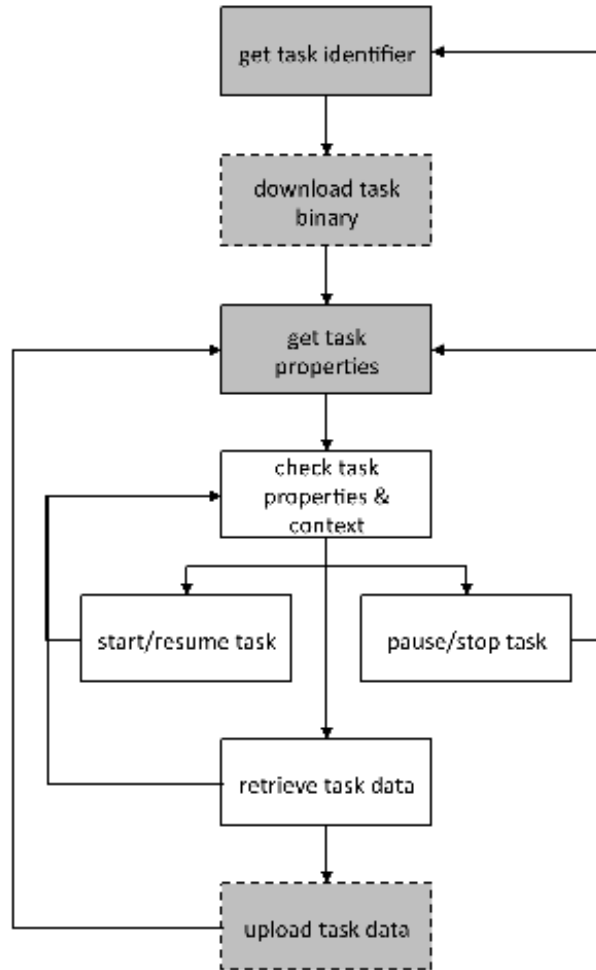 get task identifier
download task
binary
get task
properties
check task
properties &
context
start/resume task
pause/stop task
retrieve task data
upload task data